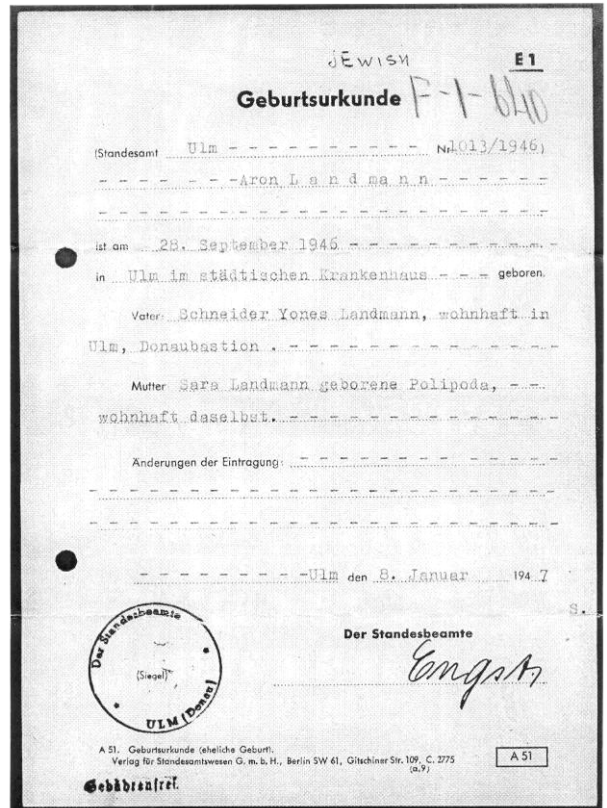 JEWISH
E 1
Geburtsurkunde F-1-640
(Standesamt Ulm - - - - - - - - - - Nr. 1013/1946)
- - - - - - -Aron L a n d m a n n - - - - - -
- - - - - - - - - - - - - - - - - - - - - -
ist am 28. September 1946 - - - - - - - - - - -
in Ulm im städtischen Krankenhaus - - - geboren.
Vater: Schneider Yones Landmann, wohnhaft in
Ulm, Donaubastion . - - - - - - - - - - - - - -
Mutter Sara Landmann geborene Polipoda, - -
wohnhaft daselbst. - - - - - - - - - - - - - -
Änderungen der Eintragung: - - - - - - - - - - - -
- - - - - - - - - - - - - - - - - - - - - -
- - - - - - - - - - - - - - - - - - - - - -
- - - - - - - - -Ulm den 8. Januar 194 7
S.
Der Standesbeamte
Der Standesbeamte
(Siegel)
ULM (Donau)
A 51. Geburtsurkunde (eheliche Geburt).
Verlag für Standesamtswesen G. m. b. H., Berlin SW 61, Gitschiner Str. 109. C. 2775
(a.9)
A 51
Gebührenfrei.